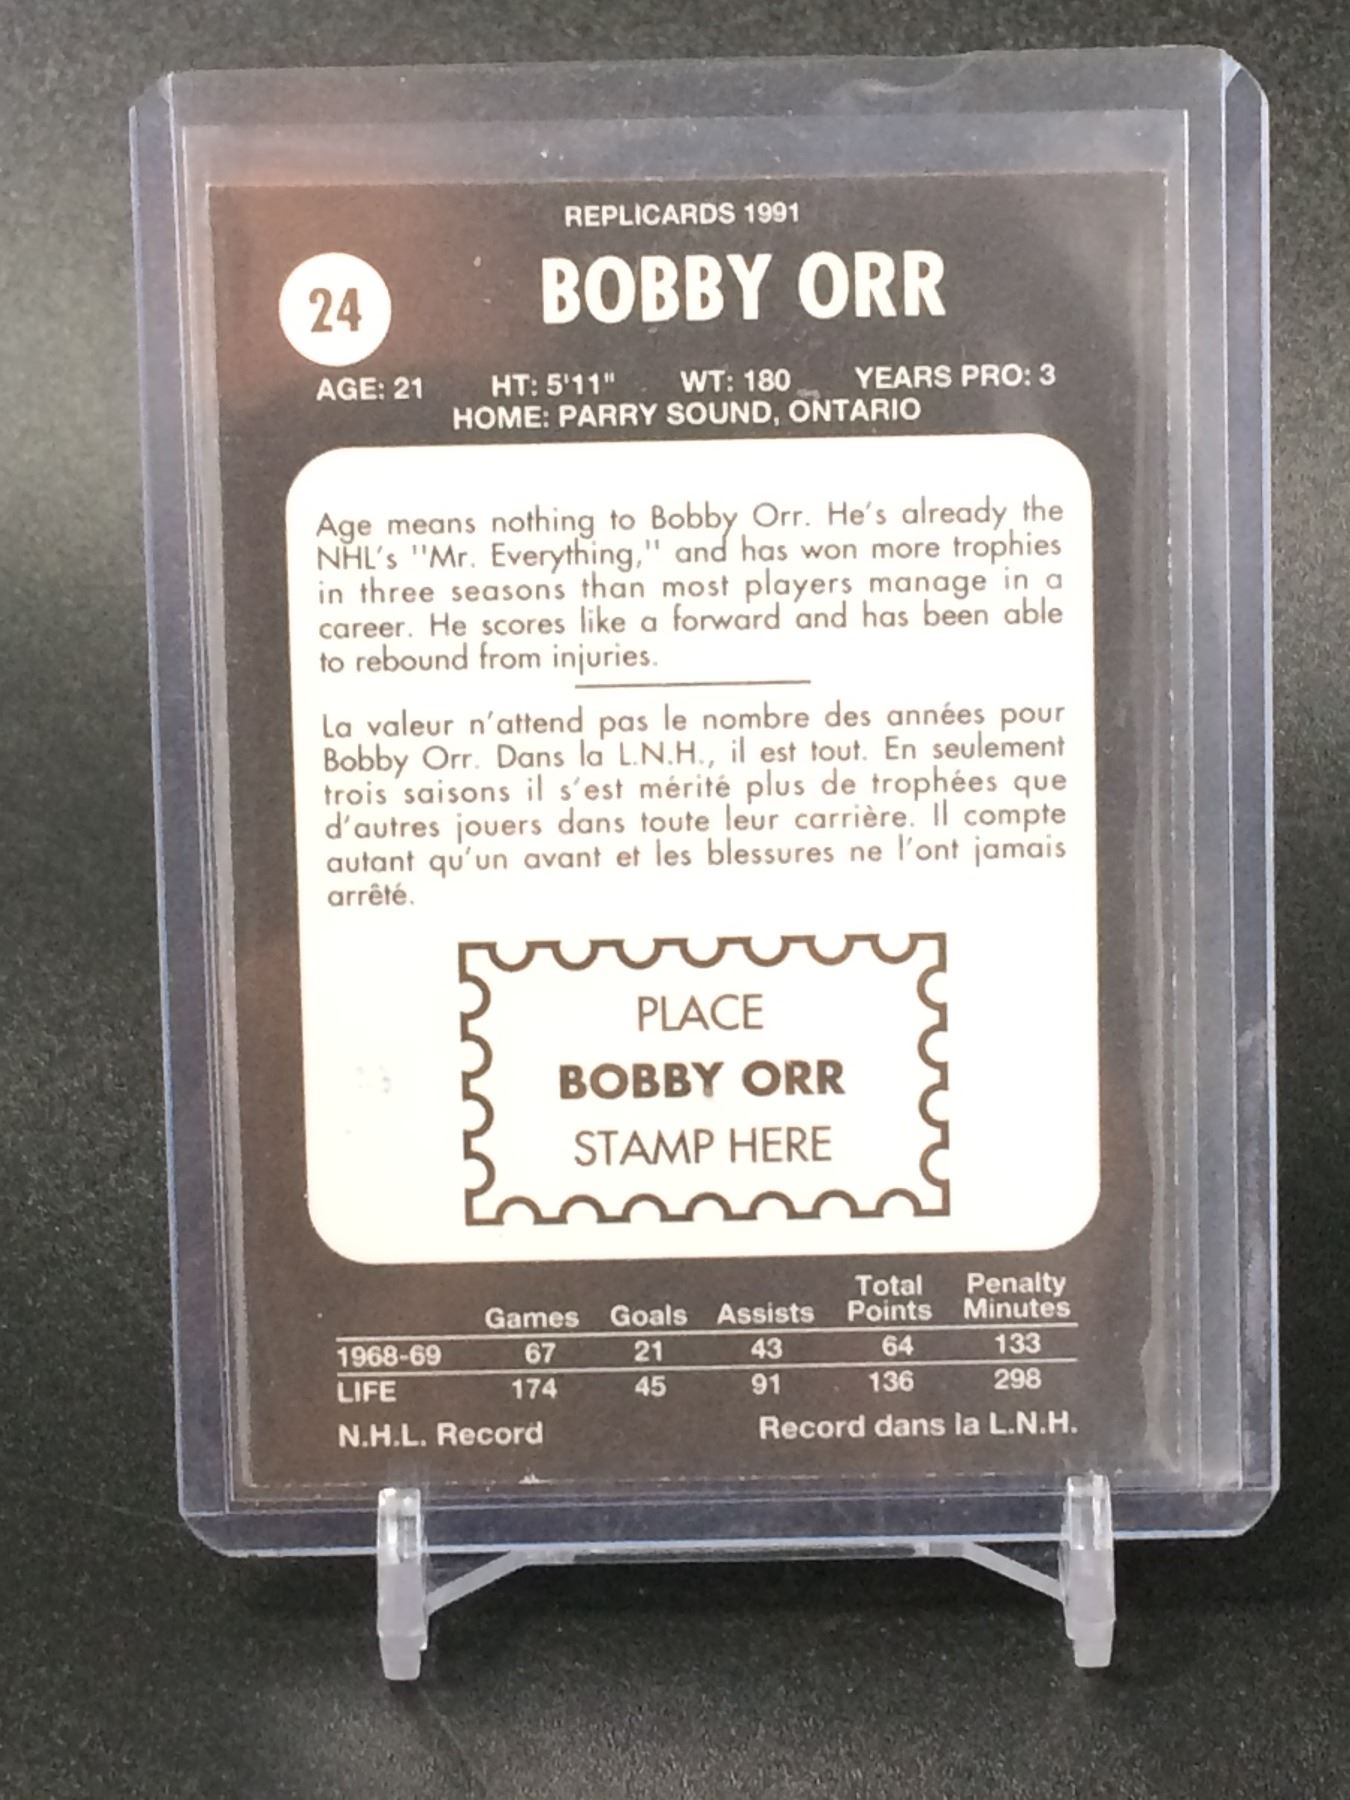 REPLICARDS 1991
24
BOBBY ORR
AGE: 21 HT: 5'11" WT: 180 YEARS PRO: 3
HOME: PARRY SOUND, ONTARIO
Age means nothing to Bobby Orr. He's already the
NHL's "Mr. Everything," and has won more trophies
in three seasons than most players manage in a
career. He scores like a forward and has been able
to rebound from injuries.
La valeur n'attend pas le nombre des années pour
Bobby Orr. Dans la L.N.H., il est tout. En seulement
trois saisons il s'est mérité plus de trophées que
d'autres jouers dans toute leur carrière. Il compte
autant qu'un avant et les blessures ne l'ont jamais
arrêté.
PLACE
BOBBY ORR
STAMP HERE
Games Goals Assists Total Points Penalty Minutes
1968-69 67 21 43 64 133
LIFE 174 45 91 136 298
N.H.L. Record Record dans la L.N.H.